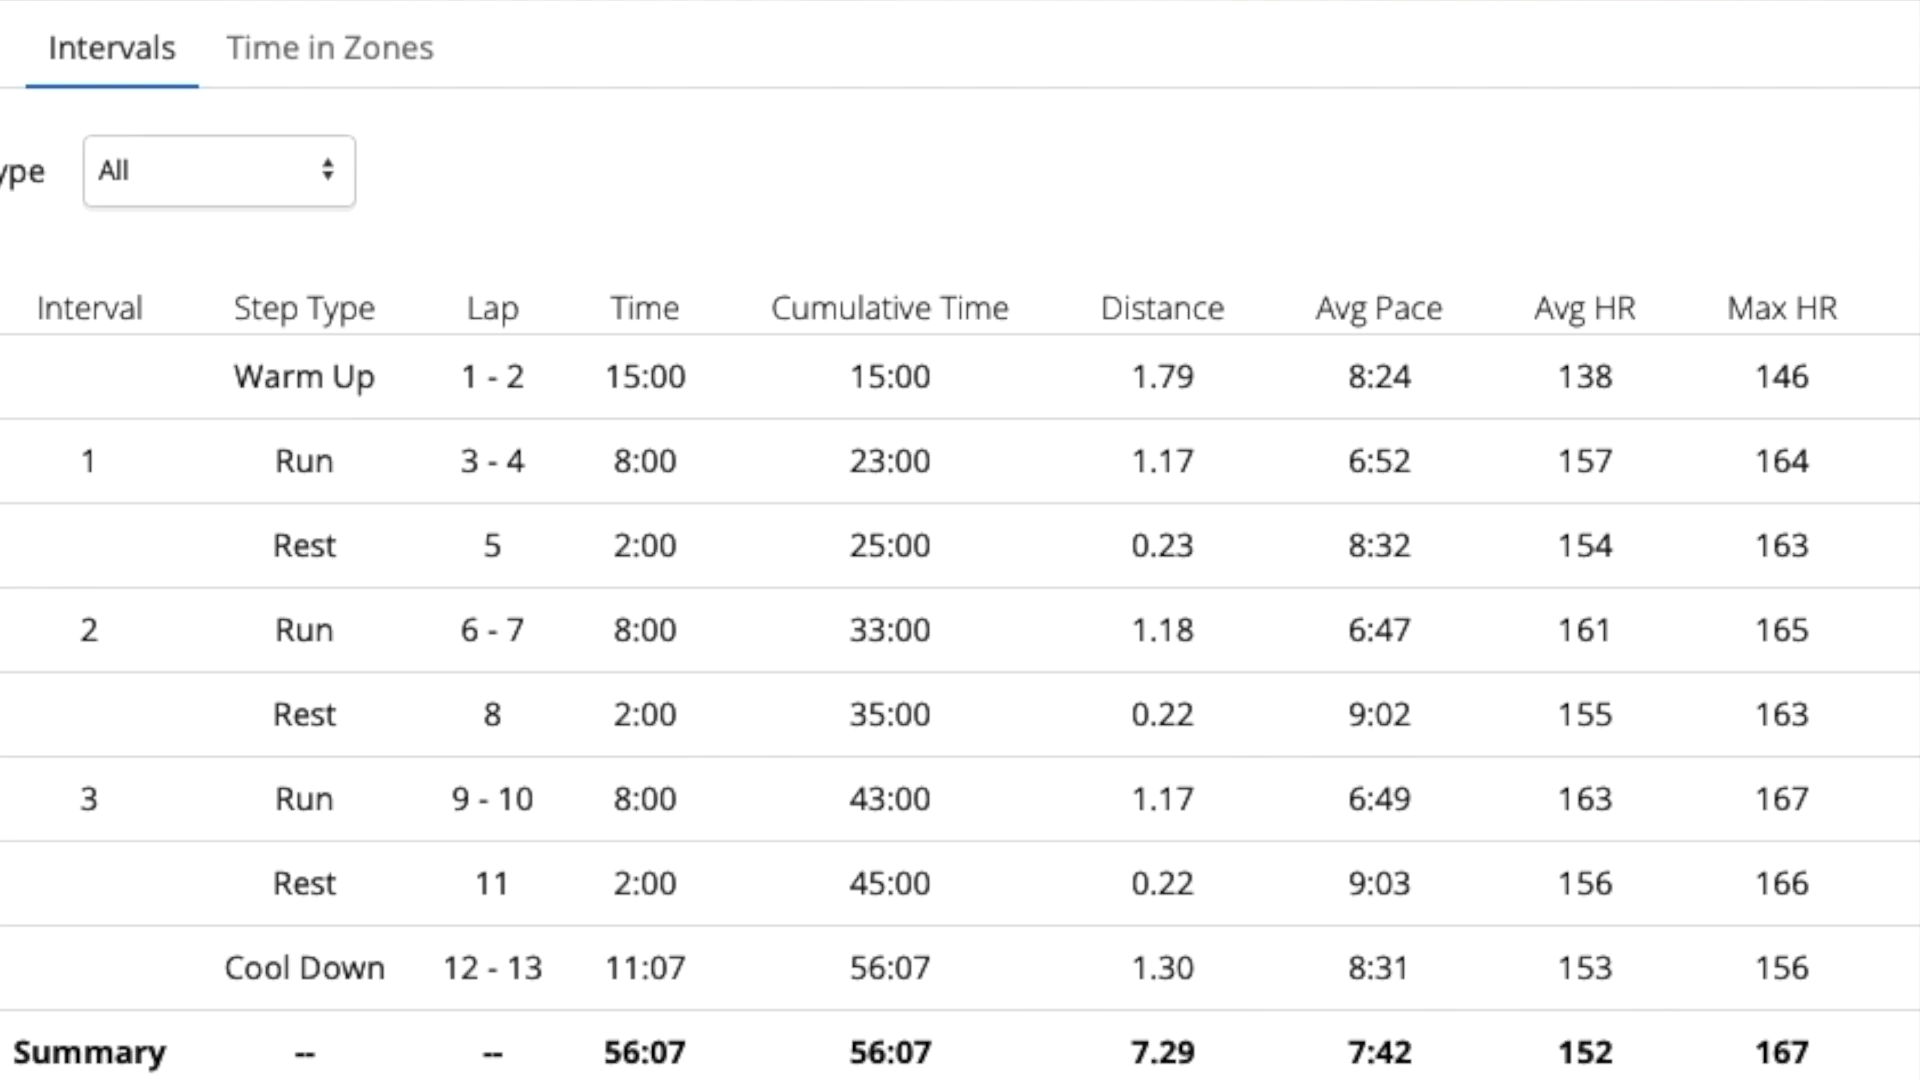 Intervals Time in Zones
ype All
Interval Step Type Lap Time Cumulative Time Distance Avg Pace Avg HR Max HR
Warm Up 1 - 2 15:00 15:00 1.79 8:24 138 146
1 Run 3 - 4 8:00 23:00 1.17 6:52 157 164
Rest 5 2:00 25:00 0.23 8:32 154 163
2 Run 6 - 7 8:00 33:00 1.18 6:47 161 165
Rest 8 2:00 35:00 0.22 9:02 155 163
3 Run 9 - 10 8:00 43:00 1.17 6:49 163 167
Rest 11 2:00 45:00 0.22 9:03 156 166
Cool Down 12 - 13 11:07 56:07 1.30 8:31 153 156
Summary -- -- 56:07 56:07 7.29 7:42 152 167